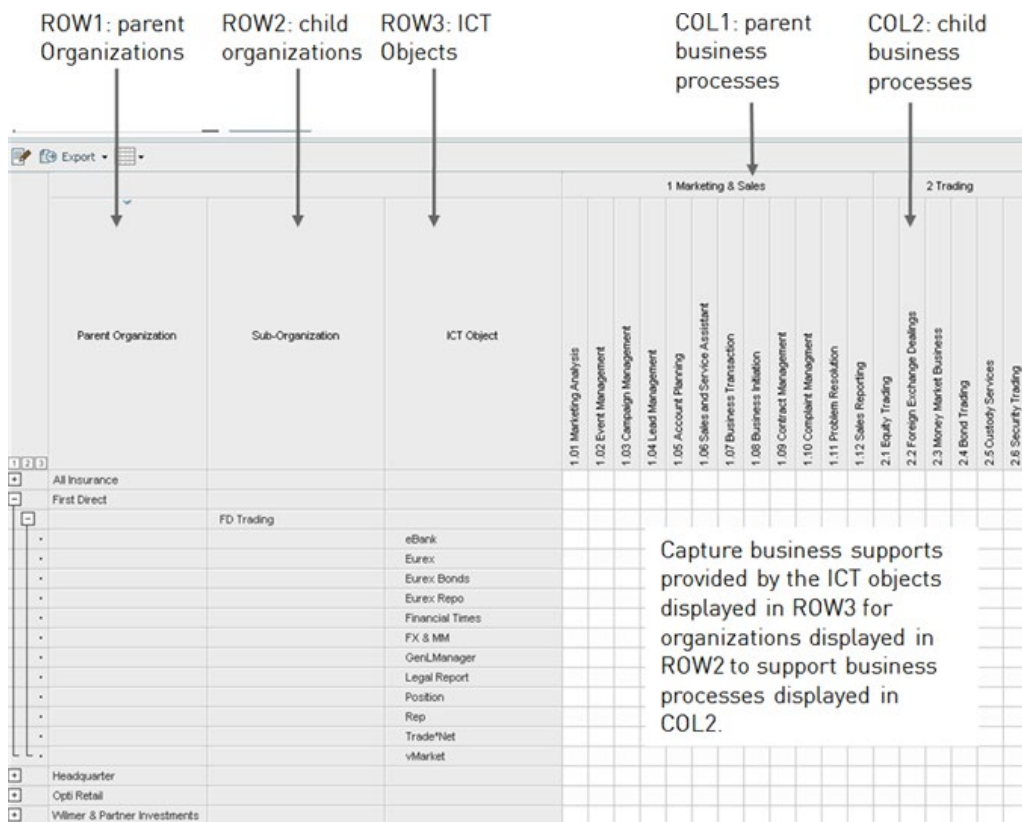 ROW1: parent
Organizations
ROW2: child
organizations
ROW3: ICT
Objects
COL1: parent
business
processes
COL2: child
business
processes
Export
1 Marketing & Sales
2 Trading
Parent Organization
Sub-Organization
ICT Object
1.01 Marketing Analysis
1.02 Event Management
1.03 Campaign Management
1.04 Lead Management
1.05 Account Planning
1.06 Sales and Service Assistant
1.07 Business Transaction
1.08 Business Initiation
1.09 Contract Management
1.10 Complaint Managment
1.11 Problem Resolution
1.12 Sales Reporting
2.1 Equity Trading
2.2 Foreign Exchange Dealings
2.3 Money Market Business
2.4 Bond Trading
2.5 Custody Services
2.6 Security Trading
1 2 3
All Insurance
First Direct
FD Trading
eBank
Eurex
Eurex Bonds
Eurex Repo
Financial Times
FX & MM
GenLManager
Legal Report
Position
Rep
Trade*Net
vMarket
Capture business supports
provided by the ICT objects
displayed in ROW3 for
organizations displayed in
ROW2 to support business
processes displayed in
COL2.
Headquarter
Opti Retail
Wilmer & Partner Investments